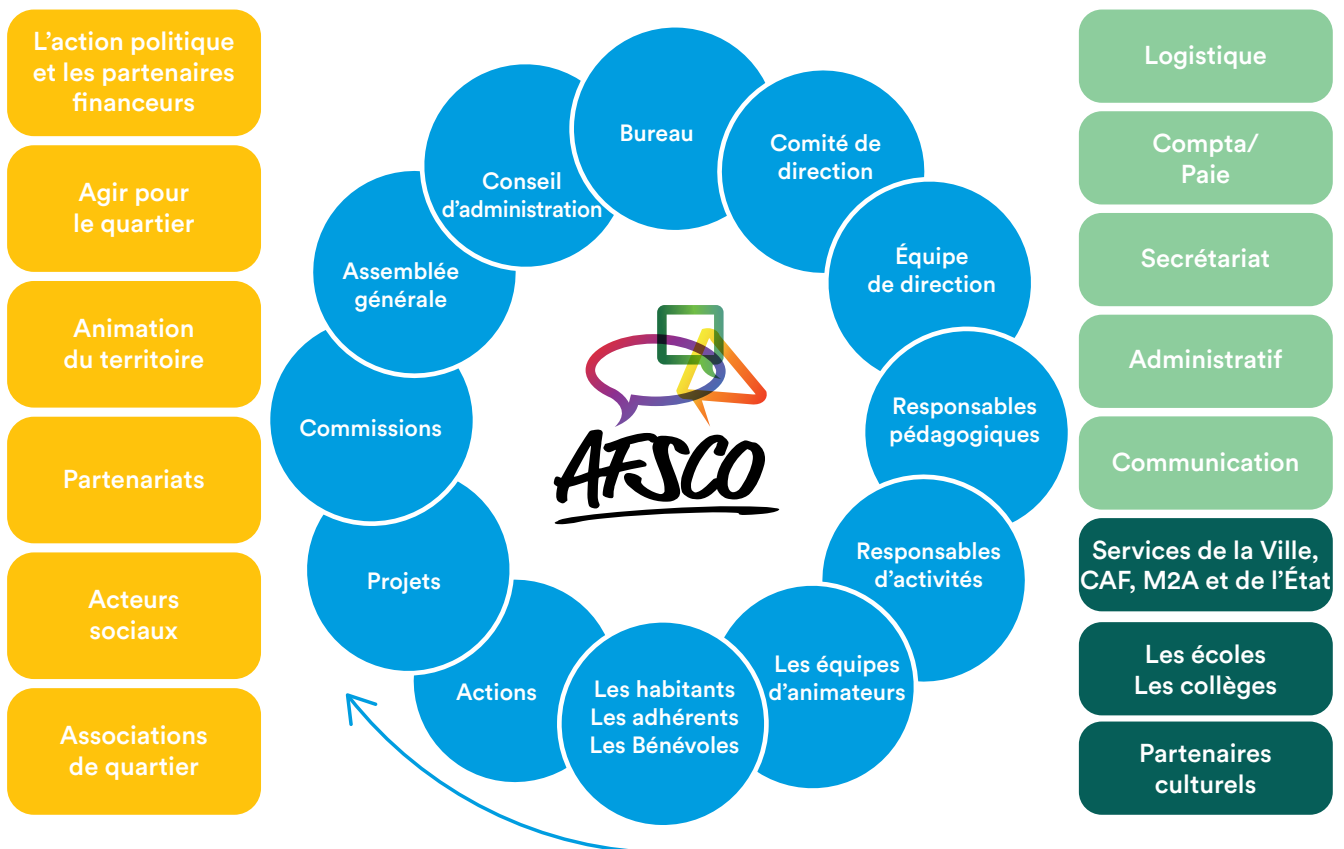 L'action politique
et les partenaires
financeurs
Agir pour
le quartier
Animation
du territoire
Partenariats
Acteurs
sociaux
Associations
de quartier
Bureau
Comité de
direction
Équipe
de direction
Responsables
pédagogiques
Responsables
d'activités
Les équipes
d'animateurs
Les habitants
Les adhérents
Les Bénévoles
Actions
Projets
Commissions
Assemblée
générale
Conseil
d'administration
AFSCO
Logistique
Compta/
Paie
Secrétariat
Administratif
Communication
Services de la Ville,
CAF, M2A et de l'État
Les écoles
Les collèges
Partenaires
culturels